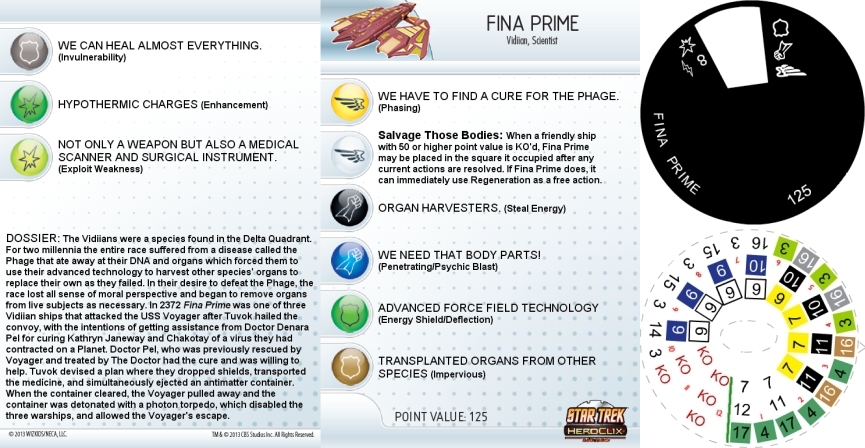 WE CAN HEAL ALMOST EVERYTHING.
(Invulnerability)
HYPOTHERMIC CHARGES (Enhancement)
NOT ONLY A WEAPON BUT ALSO A MEDICAL
SCANNER AND SURGICAL INSTRUMENT.
(Exploit Weakness)
DOSSIER: The Vidiians were a species found in the Delta Quadrant.
For two millennia the entire race suffered from a disease called the
Phage that ate away at their DNA and organs which forced them to
use their advanced technology to harvest other species' organs to
replace their own as they failed. In their desire to defeat the Phage, the
race lost all sense of moral perspective and began to remove organs
from live subjects as necessary. In 2372 Fina Prime was one of three
Vidiian ships that attacked the USS Voyager after Tuvok hailed the
convoy, with the intentions of getting assistance from Doctor Denara
Pel for curing Kathryn Janeway and Chakotay of a virus they had
contracted on a Planet. Doctor Pel, who was previously rescued by
Voyager and treated by The Doctor had the cure and was willing to
help. Tuvok devised a plan where they dropped shields, transported
the medicine, and simultaneously ejected an antimatter container.
When the container cleared, the Voyager pulled away and the
container was detonated with a photon torpedo, which disabled the
three warships, and allowed the Voyager's escape.
© 2013 WIZKIDS/NECA, LLC.
TM & © 2013 CBS Studios Inc. All Rights Reserved.
FINA PRIME
Vidiian, Scientist
WE HAVE TO FIND A CURE FOR THE PHAGE.
(Phasing)
Salvage Those Bodies: When a friendly ship
with 50 or higher point value is KO'd, Fina Prime
may be placed in the square it occupied after any
current actions are resolved. If Fina Prime does, it
can immediately use Regeneration as a free action.
ORGAN HARVESTERS. (Steal Energy)
WE NEED THAT BODY PARTS!
(Penetrating/Psychic Blast)
ADVANCED FORCE FIELD TECHNOLOGY
(Energy Shield/Deflection)
TRANSPLANTED ORGANS FROM OTHER
SPECIES (Impervious)
POINT VALUE: 125
STAR TREK
HEROCLIX
8
FINA PRIME
125
14 3
15 3
15 3
16 3
9 9 9 10
16 3
16 3
16 3
10 10 11 11
6 6 7 7
16 4
16 4
17 4
17 4
7 7
12 11
KO KO KO KO KO KO